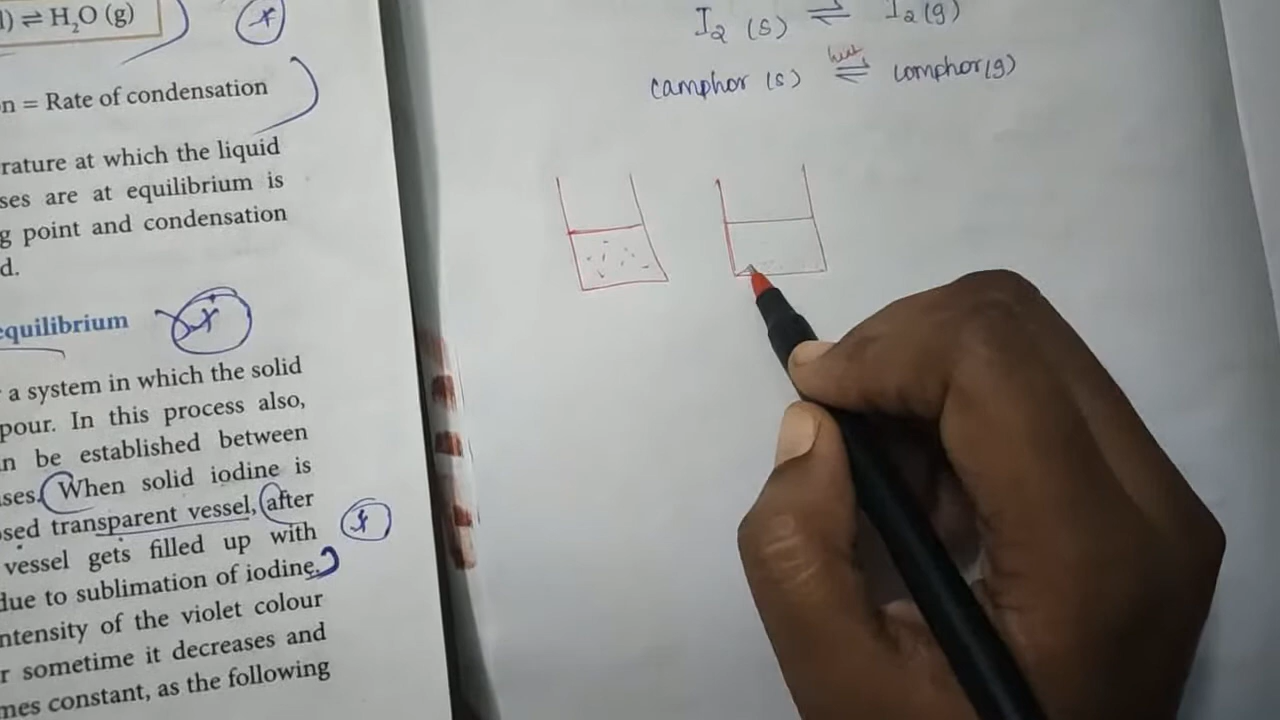 l) ⇌ H₂O (g)
n = Rate of condensation
rature at which the liquid
ses are at equilibrium is
g point and condensation
d.
equilibrium
a system in which the solid
pour. In this process also,
n be established between
ses. When solid iodine is
sed transparent vessel, after
vessel gets filled up with
due to sublimation of iodine.
ntensity of the violet colour
r sometime it decreases and
mes constant, as the following
I₂ (s) ⇌ I₂(g)
heat
camphor (s) ⇌ comphor(g)